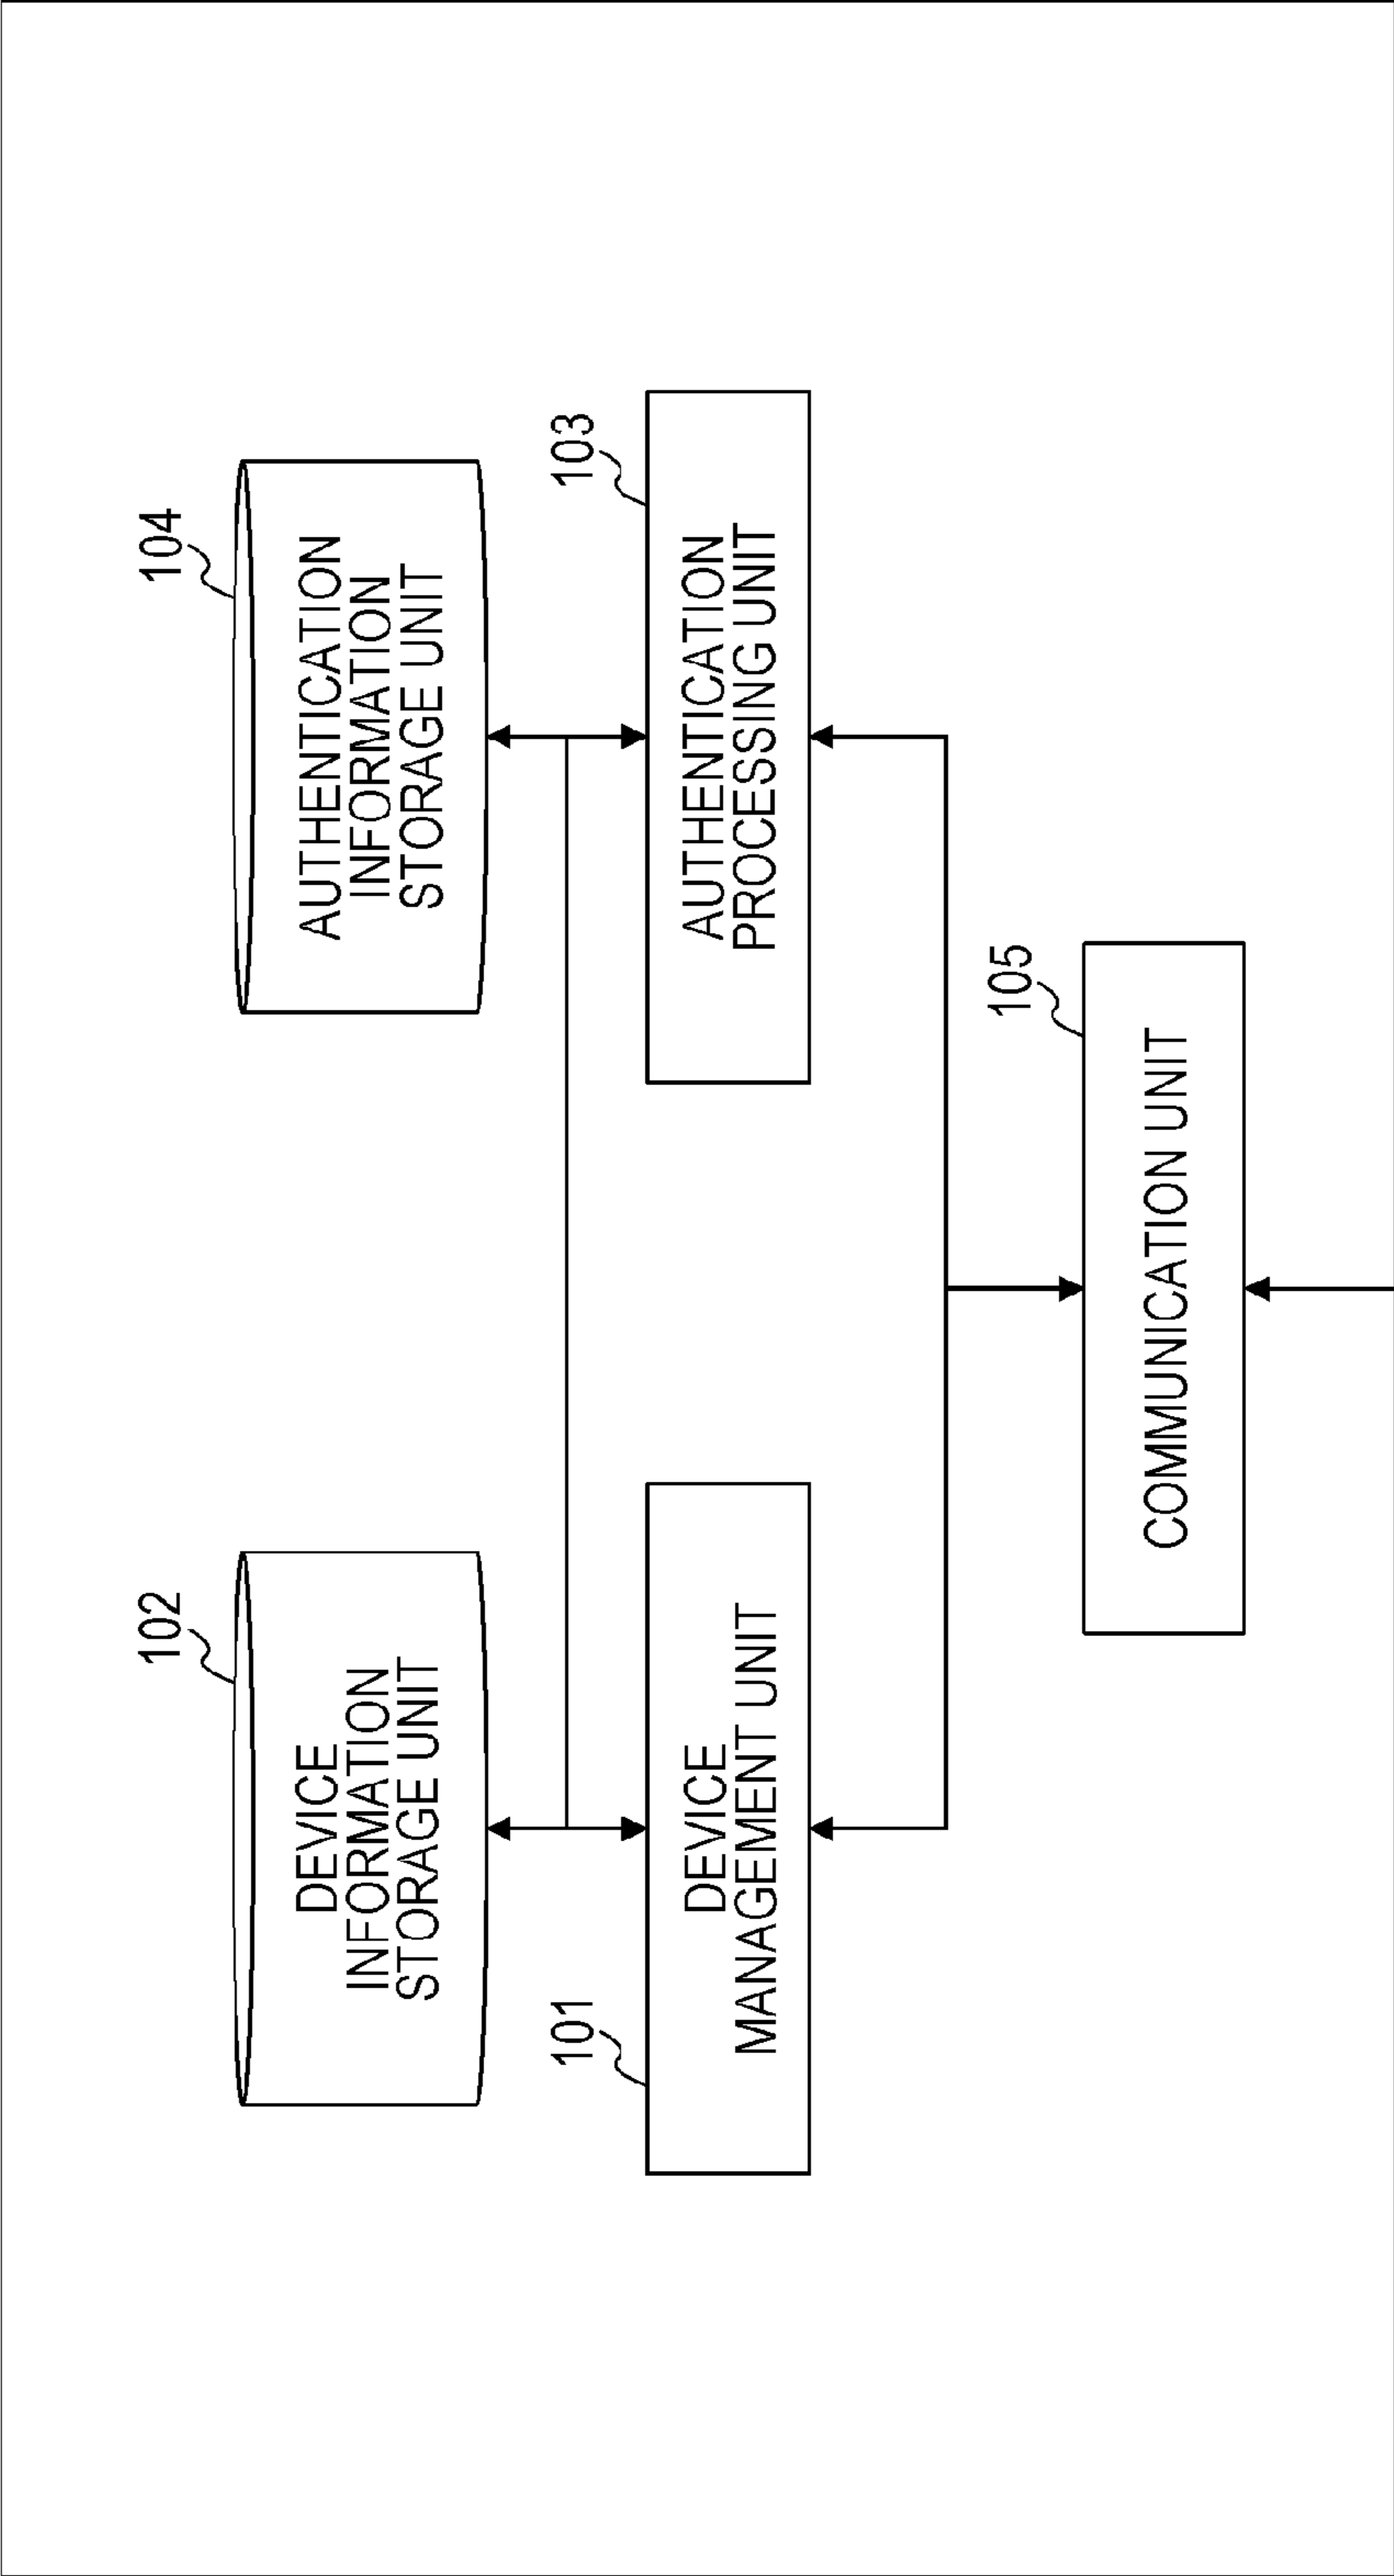 102
DEVICE
INFORMATION
STORAGE UNIT
104
AUTHENTICATION
INFORMATION
STORAGE UNIT
101
DEVICE
MANAGEMENT UNIT
103
AUTHENTICATION
PROCESSING UNIT
105
COMMUNICATION UNIT